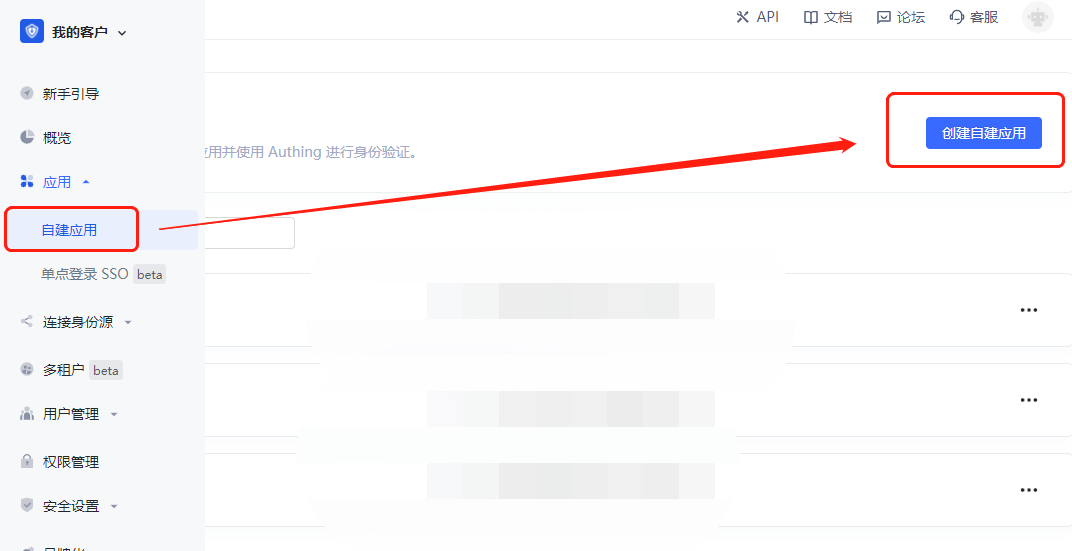 我的客户
API 文档 论坛 客服
新手引导
概览
应用
自建应用
单点登录 SSO beta
连接身份源
多租户 beta
用户管理
权限管理
安全设置
应用并使用 Authing 进行身份验证。
创建自建应用